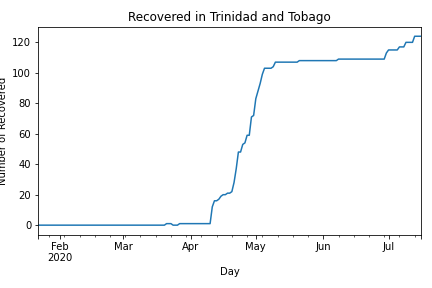 Recovered in Trinidad and Tobago
Number of Recovered
120
100
80
60
40
20
0
Feb
2020
Mar
Apr
May
Jun
Jul
Day